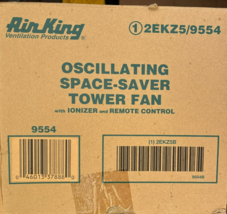 Air King
Ventilation Products
① 2EKZ5/9554
OSCILLATING
SPACE-SAVER
TOWER FAN
with IONIZER and REMOTE CONTROL
9554
(1) 2EKZ5B